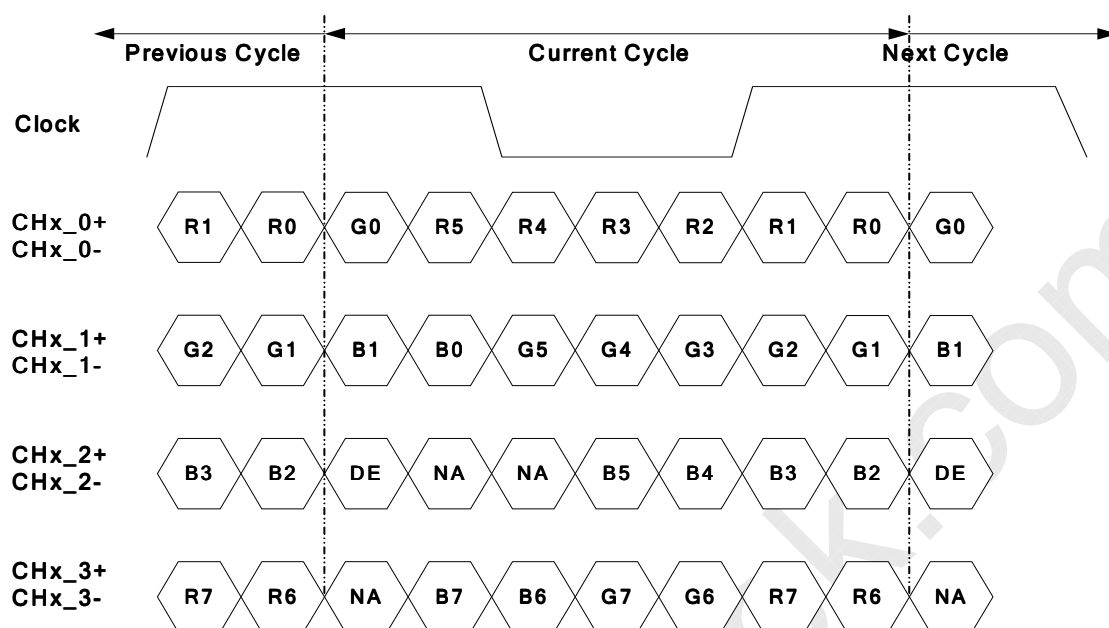 Previous Cycle Current Cycle Next Cycle
Clock
CHx_0+
CHx_0-
R1 R0 G0 R5 R4 R3 R2 R1 R0 G0
CHx_1+
CHx_1-
G2 G1 B1 B0 G5 G4 G3 G2 G1 B1
CHx_2+
CHx_2-
B3 B2 DE NA NA B5 B4 B3 B2 DE
CHx_3+
CHx_3-
R7 R6 NA B7 B6 G7 G6 R7 R6 NA
k.com